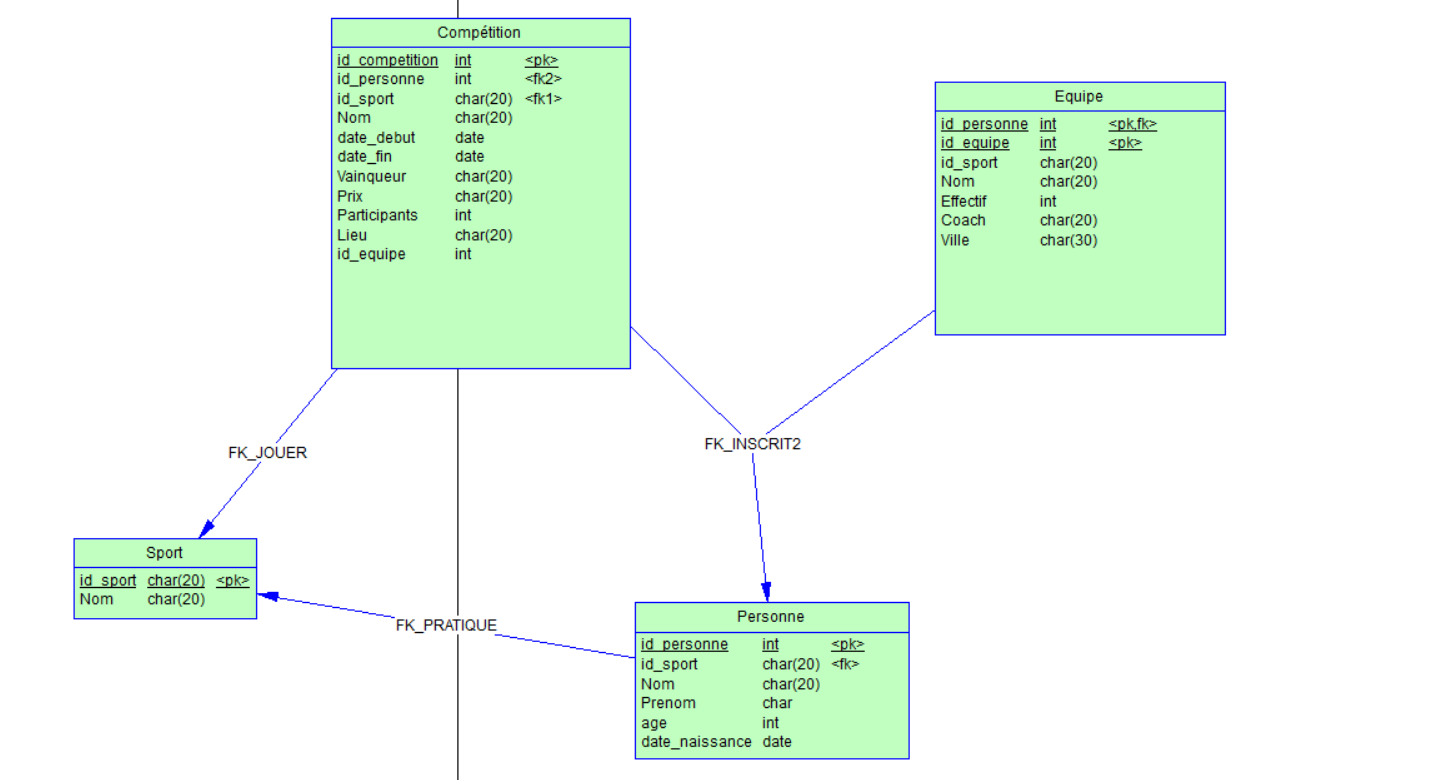 Compétition
id_competition int <pk>
id_personne int <fk2>
id_sport char(20) <fk1>
Nom char(20)
date_debut date
date_fin date
Vainqueur char(20)
Prix char(20)
Participants int
Lieu char(20)
id_equipe int
Equipe
id_personne int <pk,fk>
id_equipe int <pk>
id_sport char(20)
Nom char(20)
Effectif int
Coach char(20)
Ville char(30)
FK_JOUER
FK_INSCRIT2
Sport
id_sport char(20) <pk>
Nom char(20)
FK_PRATIQUE
Personne
id_personne int <pk>
id_sport char(20) <fk>
Nom char(20)
Prenom char
age int
date_naissance date